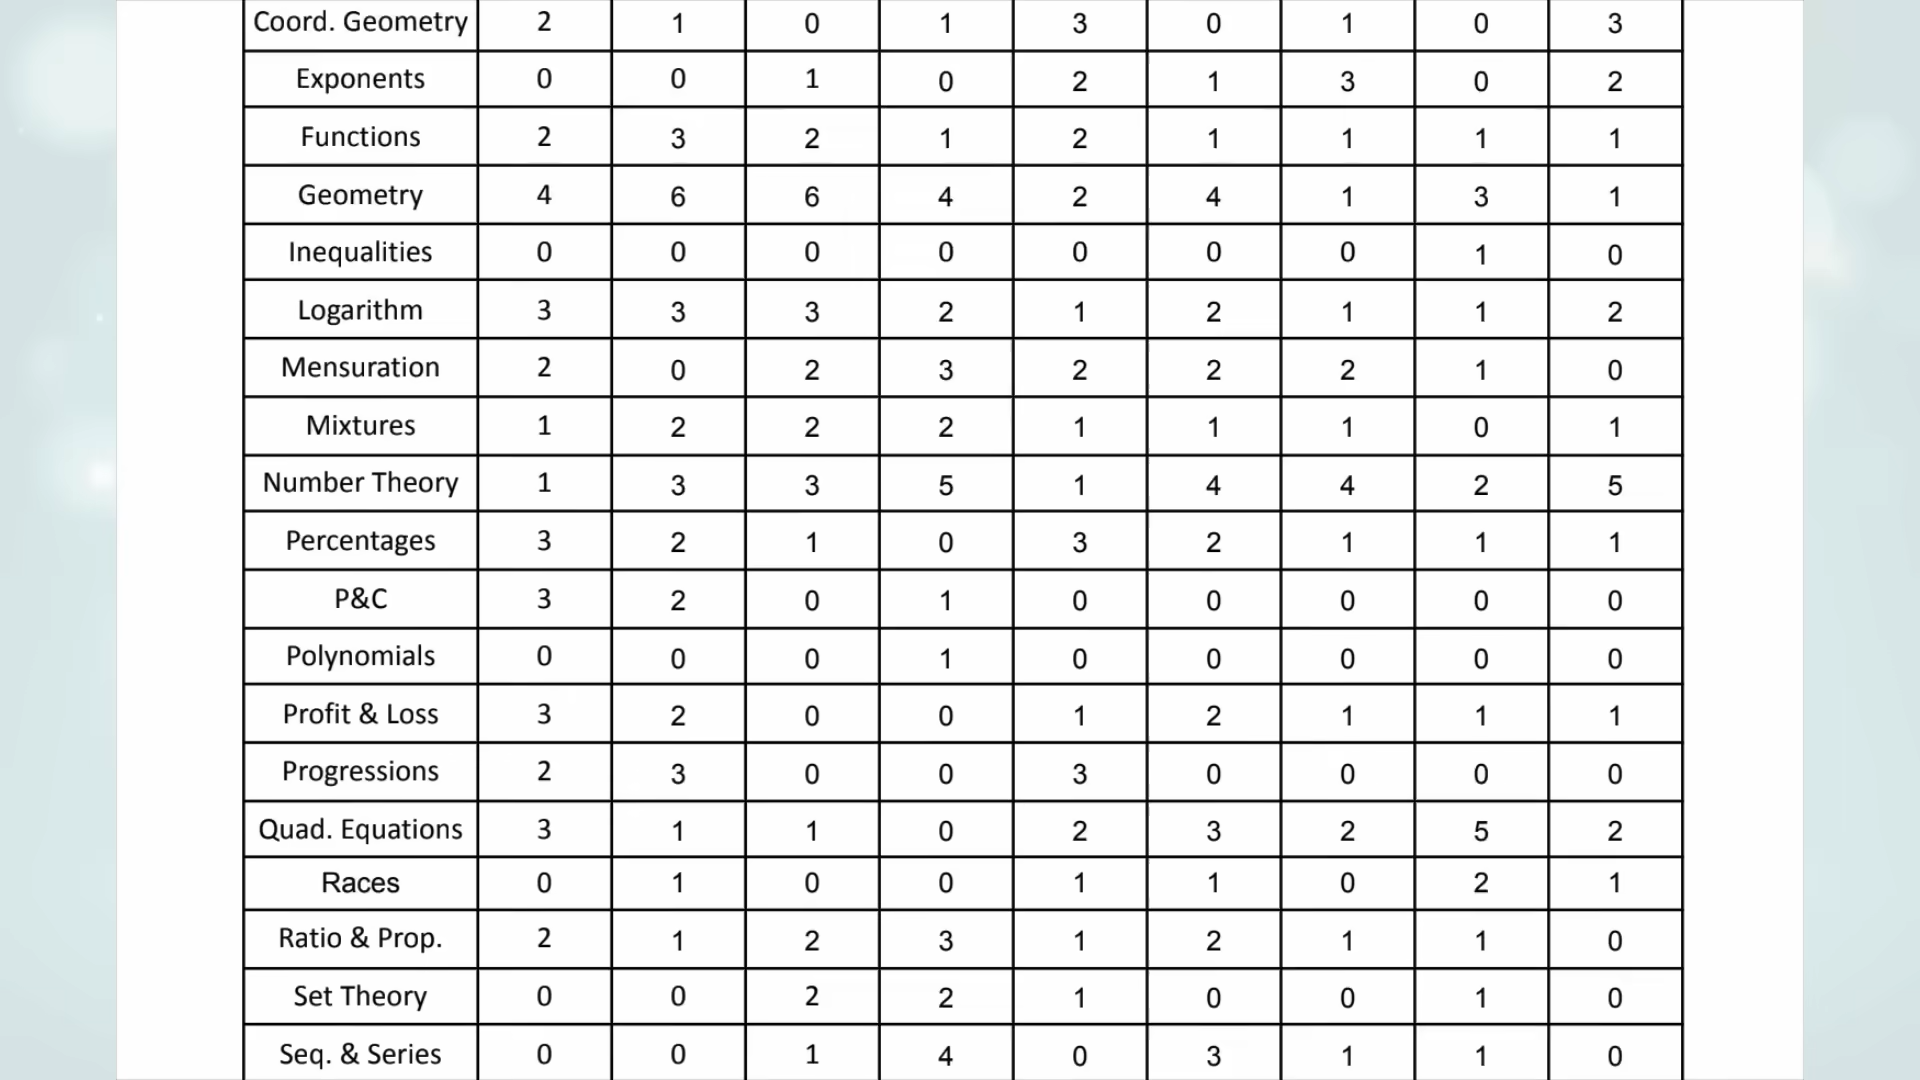 Coord. Geometry 2 1 0 1 3 0 1 0 3
Exponents 0 0 1 0 2 1 3 0 2
Functions 2 3 2 1 2 1 1 1 1
Geometry 4 6 6 4 2 4 1 3 1
Inequalities 0 0 0 0 0 0 0 1 0
Logarithm 3 3 3 2 1 2 1 1 2
Mensuration 2 0 2 3 2 2 2 1 0
Mixtures 1 2 2 2 1 1 1 0 1
Number Theory 1 3 3 5 1 4 4 2 5
Percentages 3 2 1 0 3 2 1 1 1
P&C 3 2 0 1 0 0 0 0 0
Polynomials 0 0 0 1 0 0 0 0 0
Profit & Loss 3 2 0 0 1 2 1 1 1
Progressions 2 3 0 0 3 0 0 0 0
Quad. Equations 3 1 1 0 2 3 2 5 2
Races 0 1 0 0 1 1 0 2 1
Ratio & Prop. 2 1 2 3 1 2 1 1 0
Set Theory 0 0 2 2 1 0 0 1 0
Seq. & Series 0 0 1 4 0 3 1 1 0